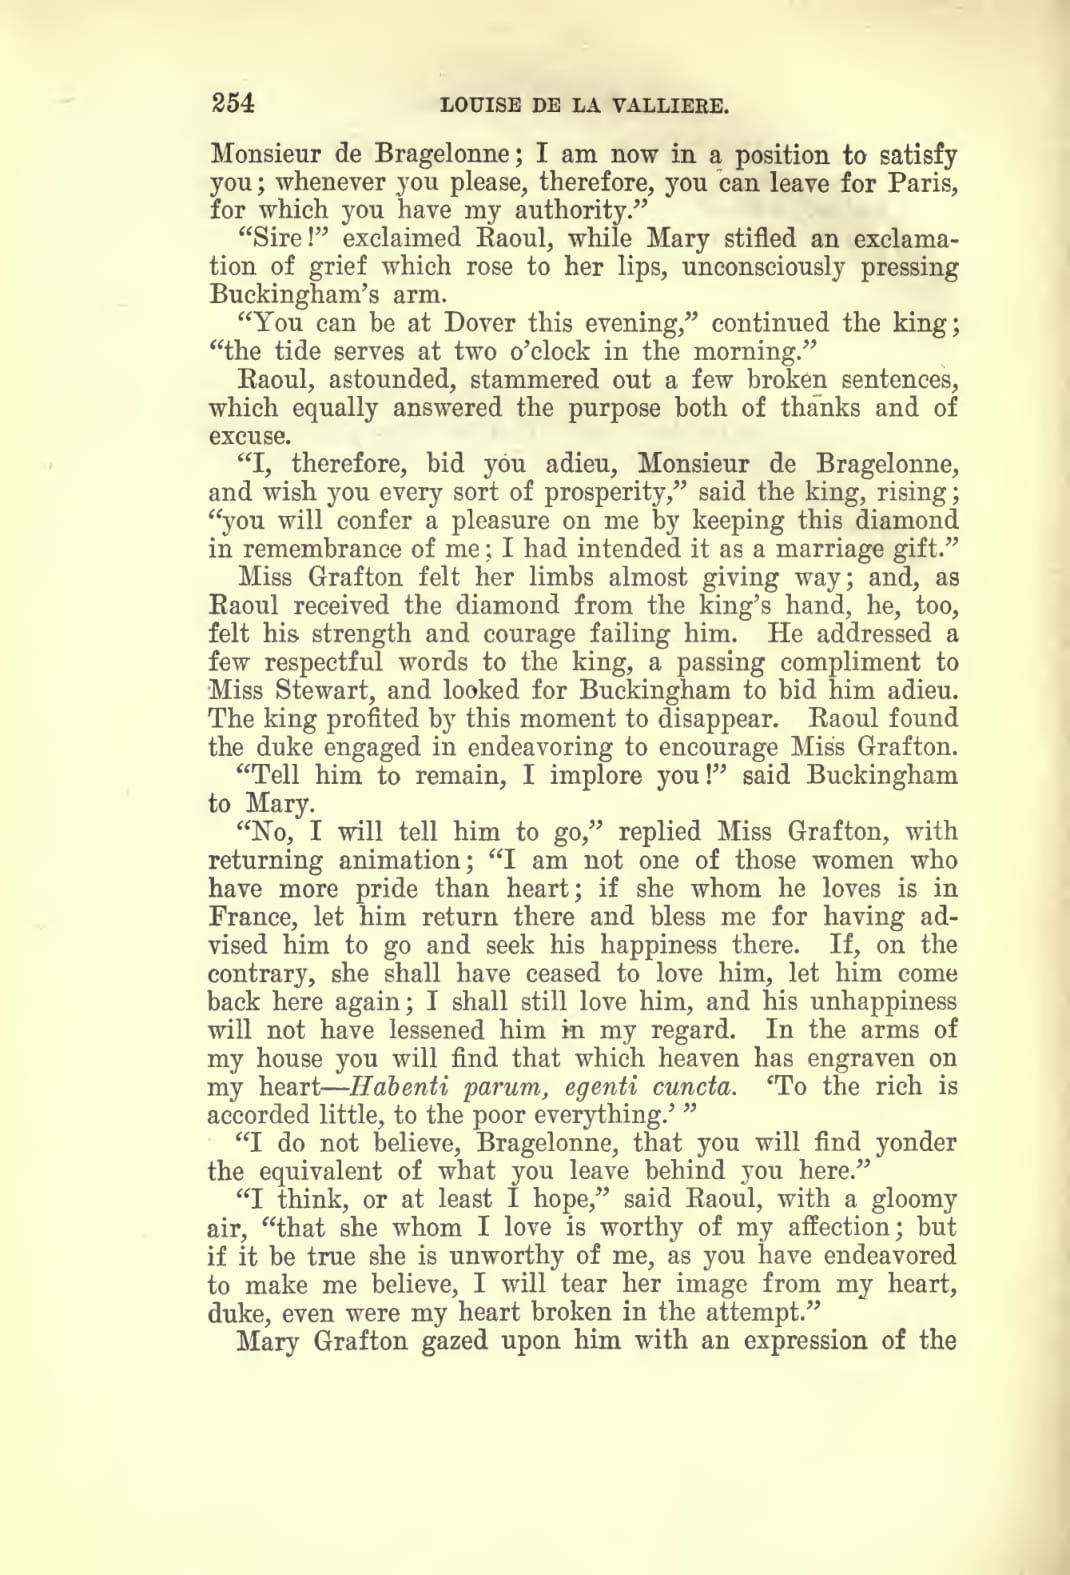 254 LOUISE DE LA VALLIERE.
Monsieur de Bragelonne; I am now in a position to satisfy
you; whenever you please, therefore, you can leave for Paris,
for which you have my authority.”
“Sire!” exclaimed Raoul, while Mary stifled an exclama-
tion of grief which rose to her lips, unconsciously pressing
Buckingham’s arm.
“You can be at Dover this evening,” continued the king;
“the tide serves at two o’clock in the morning.”
Raoul, astounded, stammered out a few broken sentences,
which equally answered the purpose both of thanks and of
excuse.
“I, therefore, bid you adieu, Monsieur de Bragelonne,
and wish you every sort of prosperity,” said the king, rising;
“you will confer a pleasure on me by keeping this diamond
in remembrance of me; I had intended it as a marriage gift.”
Miss Grafton felt her limbs almost giving way; and, as
Raoul received the diamond from the king’s hand, he, too,
felt his strength and courage failing him. He addressed a
few respectful words to the king, a passing compliment to
Miss Stewart, and looked for Buckingham to bid him adieu.
The king profited by this moment to disappear. Raoul found
the duke engaged in endeavoring to encourage Miss Grafton.
“Tell him to remain, I implore you!” said Buckingham
to Mary.
“No, I will tell him to go,” replied Miss Grafton, with
returning animation; “I am not one of those women who
have more pride than heart; if she whom he loves is in
France, let him return there and bless me for having ad-
vised him to go and seek his happiness there. If, on the
contrary, she shall have ceased to love him, let him come
back here again; I shall still love him, and his unhappiness
will not have lessened him in my regard. In the arms of
my house you will find that which heaven has engraven on
my heart—Habenti parum, egenti cuncta. ‘To the rich is
accorded little, to the poor everything.’ ”
“I do not believe, Bragelonne, that you will find yonder
the equivalent of what you leave behind you here.”
“I think, or at least I hope,” said Raoul, with a gloomy
air, “that she whom I love is worthy of my affection; but
if it be true she is unworthy of me, as you have endeavored
to make me believe, I will tear her image from my heart,
duke, even were my heart broken in the attempt.”
Mary Grafton gazed upon him with an expression of the